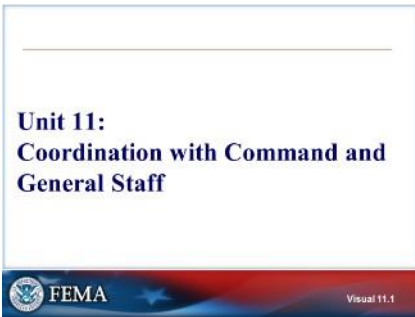 Unit 11:
Coordination with Command and
General Staff
FEMA
Visual 11.1